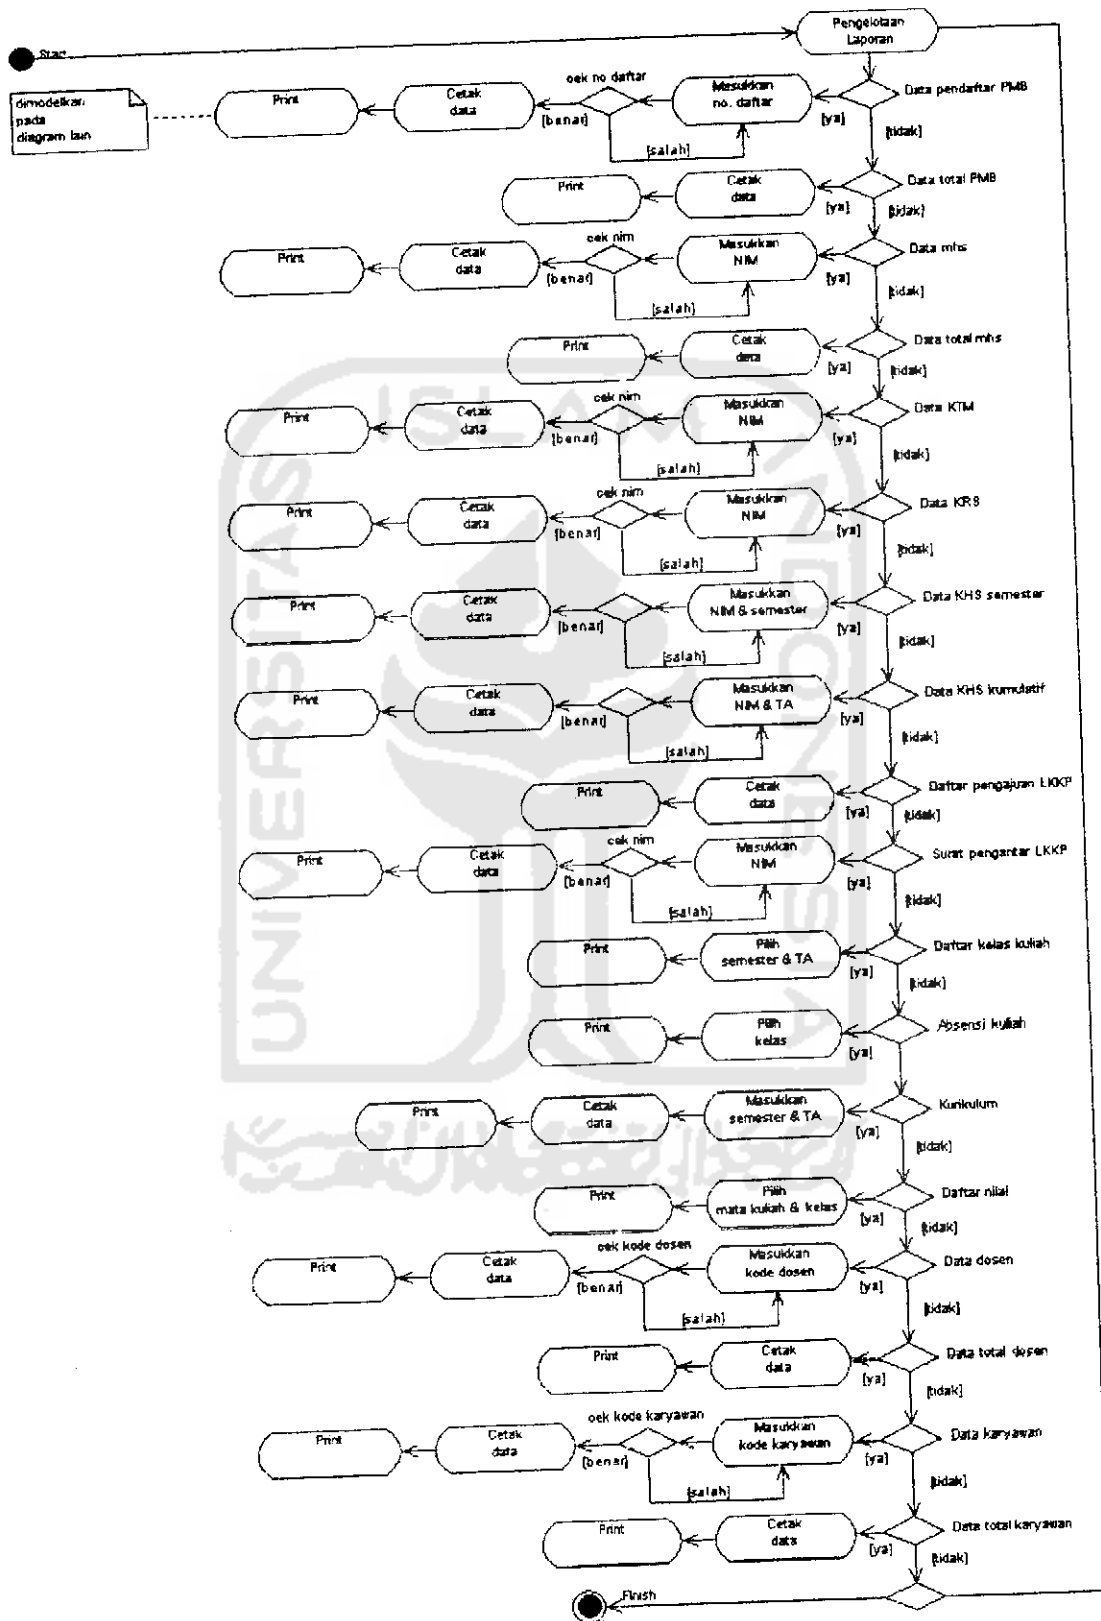 Start
Pengelolaan
Laporan
dimodelkan
pada
diagram lain
Print
Cetak
data
cek no daftar
[benar]
[salah]
Masukkan
no. daftar
[ya]
Data pendaftar PMB
[tidak]
Print
Cetak
data
[ya]
Data total PMB
[tidak]
Print
Cetak
data
cek nim
[benar]
[salah]
Masukkan
NIM
[ya]
Data mhs
[tidak]
Print
Cetak
data
[ya]
Data total mhs
[tidak]
Print
Cetak
data
cek nim
[benar]
[salah]
Masukkan
NIM
[ya]
Data KTM
[tidak]
Print
Cetak
data
cek nim
[benar]
[salah]
Masukkan
NIM
[ya]
Data KRS
[tidak]
Print
Cetak
data
[benar]
[salah]
Masukkan
NIM & semester
[ya]
Data KHS semester
[tidak]
Print
Cetak
data
[benar]
[salah]
Masukkan
NIM & TA
[ya]
Data KHS kumulatif
[tidak]
Print
Cetak
data
[ya]
Daftar pengajuan LKKP
[tidak]
Print
Cetak
data
cek nim
[benar]
[salah]
Masukkan
NIM
[ya]
Surat pengantar LKKP
[tidak]
Print
Pilih
semester & TA
[ya]
Daftar kelas kuliah
[tidak]
Print
Pilih
kelas
[ya]
Absensi kuliah
Print
Cetak
data
Masukkan
semester & TA
[ya]
Kurikulum
[tidak]
Print
Pilih
mata kuliah & kelas
[ya]
Daftar nilai
[tidak]
Print
Cetak
data
cek kode dosen
[benar]
[salah]
Masukkan
kode dosen
[ya]
Data dosen
[tidak]
Print
Cetak
data
[ya]
Data total dosen
[tidak]
Print
Cetak
data
cek kode karyawan
[benar]
[salah]
Masukkan
kode karyawan
[ya]
Data karyawan
[tidak]
Print
Cetak
data
[ya]
Data total karyawan
[tidak]
Finish
UNIVERSITAS
ISLAM
INDONESIA